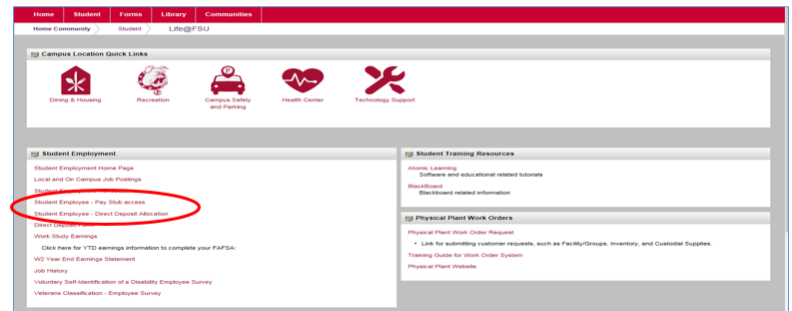 Home Student Forms Library Communities
Home Community Student Life@FSU
Campus Location Quick Links
Dining & Housing
Recreation
Campus Safety
and Parking
Health Center
Technology Support
Student Employment
Student Employment Home Page
Local and On Campus Job Postings
Student
Student Employee - Pay Stub access
Student Employee - Direct Deposit Allocation
Direct Deposit Form
Work Study Earnings
Click here for YTD earnings information to complete your FAFSA:
W2 Year End Earnings Statement
Job History
Voluntary Self-Identification of a Disability Employee Survey
Veterans Classification - Employee Survey
Student Training Resources
Atomic Learning
Software and educational related tutorials
BlackBoard
Blackboard related information
Physical Plant Work Orders
Physical Plant Work Order Request
• Link for submitting customer requests, such as Facility/Groups, Inventory, and Custodial Supplies.
Training Guide for Work Order System
Physical Plant Website